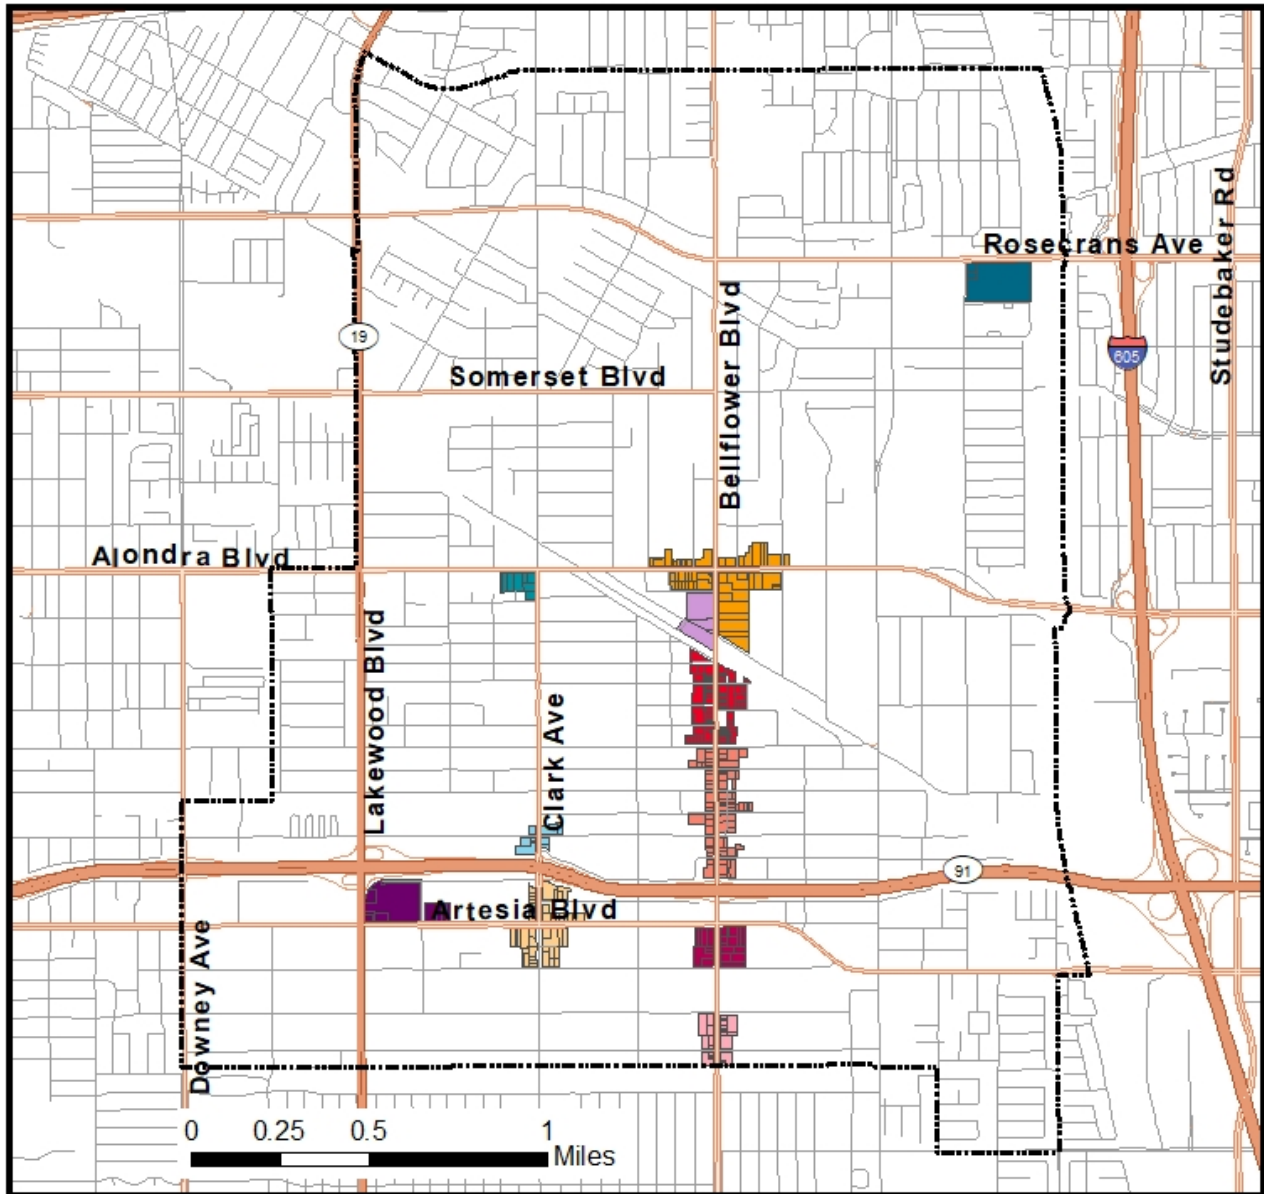 Rosecrans Ave
Studebaker Rd
19
Bellflower Blvd
605
Somerset Blvd
Alondra Blvd
Lakewood Blvd
Clark Ave
91
Artesia Blvd
Downey Ave
0 0.25 0.5 1
Miles